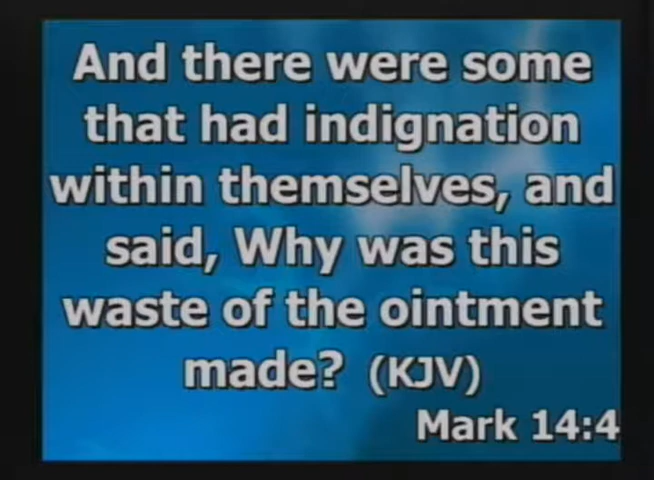 And there were some
that had indignation
within themselves, and
said, Why was this
waste of the ointment
made? (KJV)
Mark 14:4